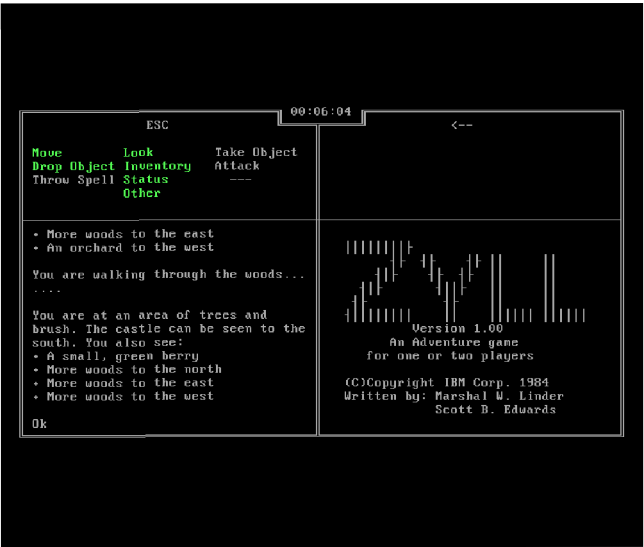 00:06:04
ESC
Move Look Take Object
Drop Object Inventory Attack
Throw Spell Status ---
Other
• More woods to the east
• An orchard to the west
You are walking through the woods...
....
You are at an area of trees and
brush. The castle can be seen to the
south. You also see:
• A small, green berry
• More woods to the north
• More woods to the east
• More woods to the west
Ok
<--
ZYLL
Version 1.00
An Adventure game
for one or two players
(C)Copyright IBM Corp. 1984
Written by: Marshal W. Linder
Scott B. Edwards